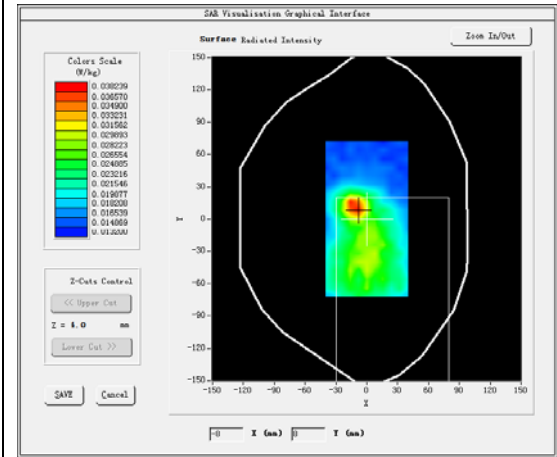 SAR Visualisation Graphical Interface
Surface Radiated Intensity
Zoom In/Out
Colors Scale
(W/kg)
0.038239
0.036570
0.034900
0.033231
0.031562
0.029893
0.028223
0.026554
0.024885
0.023216
0.021546
0.019877
0.018208
0.016539
0.014869
0.013200
150
90
60
30
0
-30
-60
-90
-120
-150
Y
-150 -120 -90 -60 -30 0 30 60 90 120 150
X
Z-Cuts Control
<< Upper Cut
Z = 4.0 mm
Lower Cut >>
SAVE Cancel
X (mm) Y (mm)